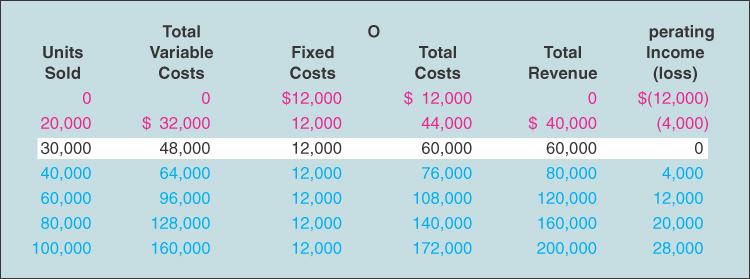 Total O perating
Units Variable Fixed Total Total Income
Sold Costs Costs Costs Revenue (loss)
0 0 $12,000 $ 12,000 0 $(12,000)
20,000 $ 32,000 12,000 44,000 $ 40,000 (4,000)
30,000 48,000 12,000 60,000 60,000 0
40,000 64,000 12,000 76,000 80,000 4,000
60,000 96,000 12,000 108,000 120,000 12,000
80,000 128,000 12,000 140,000 160,000 20,000
100,000 160,000 12,000 172,000 200,000 28,000